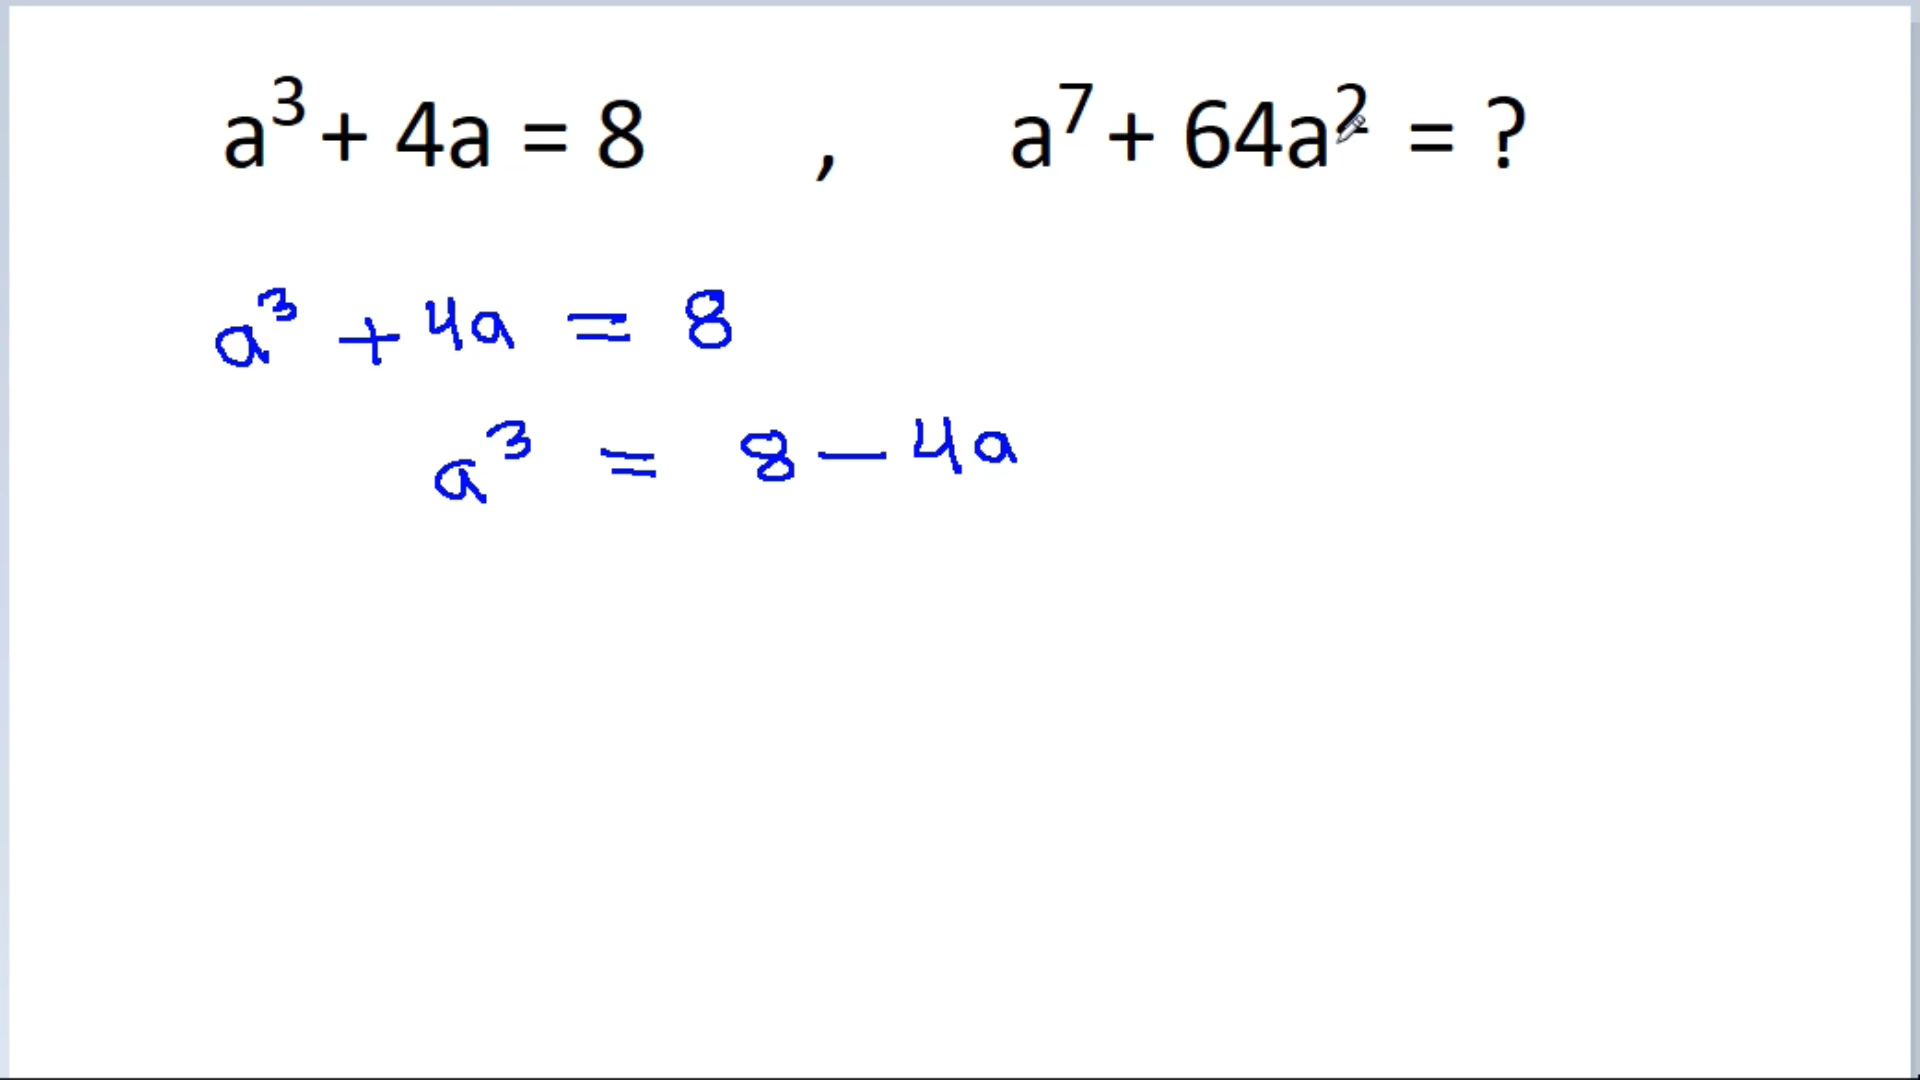 a³ + 4a = 8 , a⁷ + 64a² = ?
a³ + 4a = 8
a³ = 8 – 4a